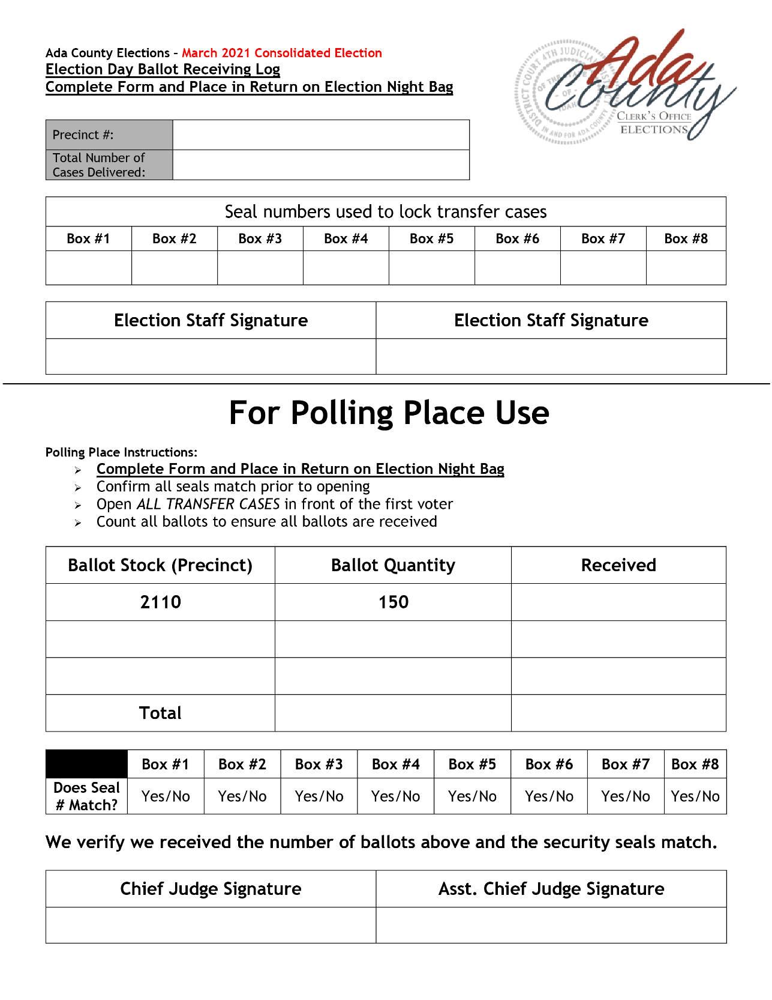 Ada County Elections – March 2021 Consolidated Election
Election Day Ballot Receiving Log
Complete Form and Place in Return on Election Night Bag
DISTRICT COURT 4TH JUDICIAL DISTRICT
OF THE STATE
- OF -
IDAHO
IN AND FOR ADA COUNTY
Ada
County
CLERK'S OFFICE
ELECTIONS
Precinct #:
Total Number of
Cases Delivered:
Seal numbers used to lock transfer cases
Box #1 Box #2 Box #3 Box #4 Box #5 Box #6 Box #7 Box #8
Election Staff Signature Election Staff Signature
For Polling Place Use
Polling Place Instructions:
➢ Complete Form and Place in Return on Election Night Bag
➢ Confirm all seals match prior to opening
➢ Open ALL TRANSFER CASES in front of the first voter
➢ Count all ballots to ensure all ballots are received
Ballot Stock (Precinct) Ballot Quantity Received
2110 150
Total
Box #1 Box #2 Box #3 Box #4 Box #5 Box #6 Box #7 Box #8
Does Seal
# Match? Yes/No Yes/No Yes/No Yes/No Yes/No Yes/No Yes/No Yes/No
We verify we received the number of ballots above and the security seals match.
Chief Judge Signature Asst. Chief Judge Signature